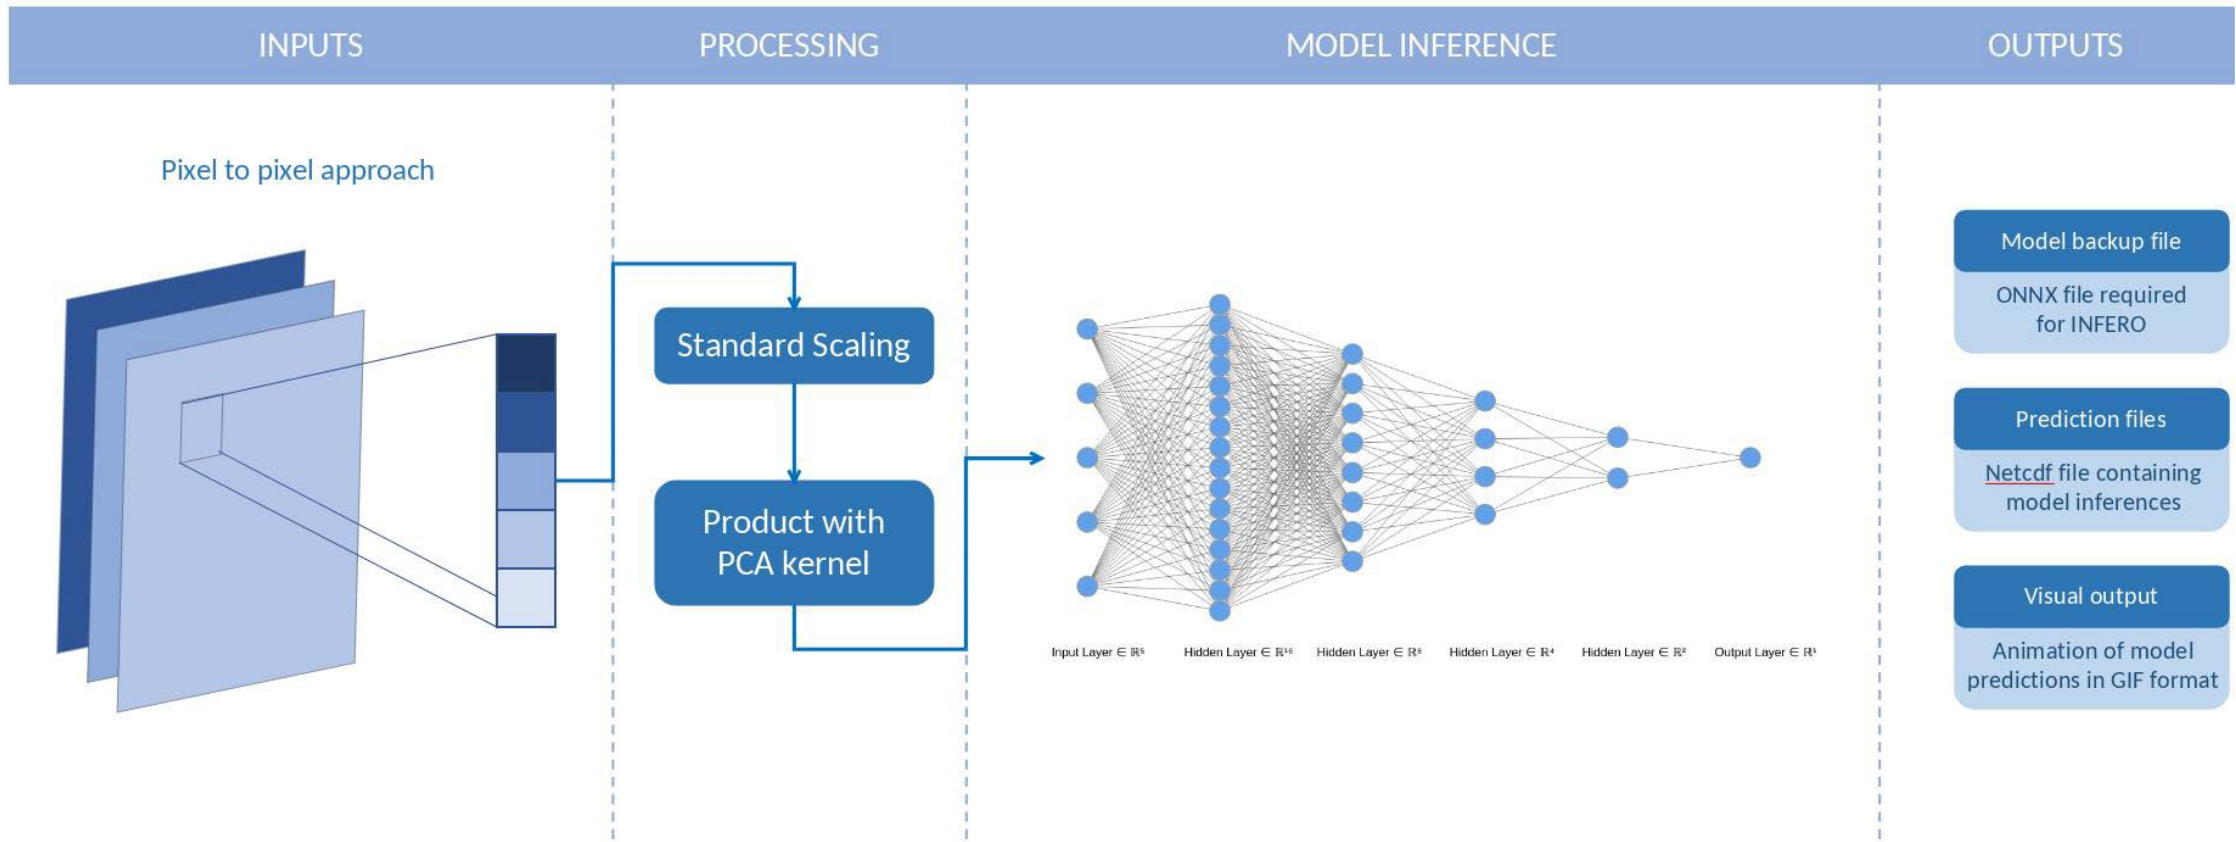 INPUTS
PROCESSING
MODEL INFERENCE
OUTPUTS
Pixel to pixel approach
Standard Scaling
Product with
PCA kernel
Input Layer ∈ ℝ⁵
Hidden Layer ∈ ℝ¹⁶
Hidden Layer ∈ ℝ⁸
Hidden Layer ∈ ℝ⁴
Hidden Layer ∈ ℝ²
Output Layer ∈ ℝ¹
Model backup file
ONNX file required
for INFERO
Prediction files
Netcdf file containing
model inferences
Visual output
Animation of model
predictions in GIF format